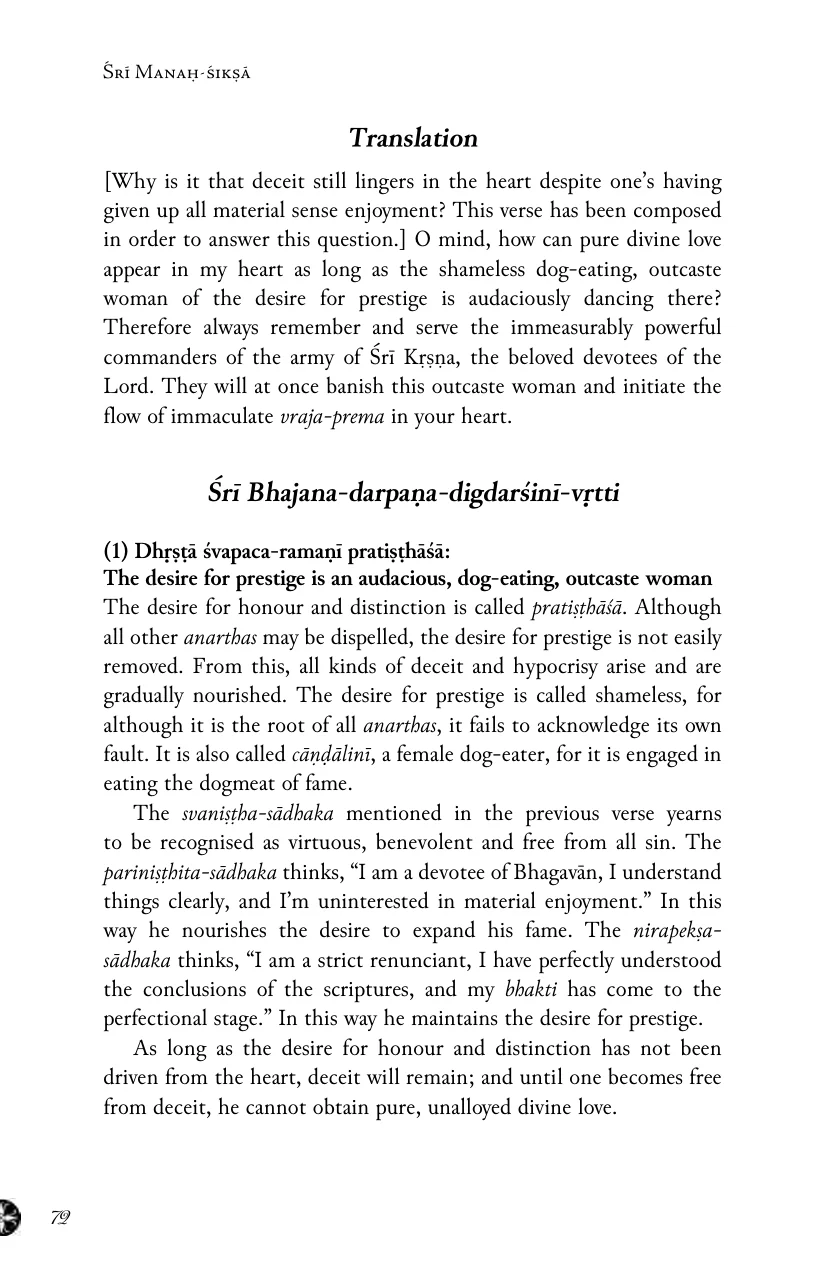 Śrī Manaḥ-śikṣā
Translation
[Why is it that deceit still lingers in the heart despite one’s having
given up all material sense enjoyment? This verse has been composed
in order to answer this question.] O mind, how can pure divine love
appear in my heart as long as the shameless dog-eating, outcaste
woman of the desire for prestige is audaciously dancing there?
Therefore always remember and serve the immeasurably powerful
commanders of the army of Śrī Kṛṣṇa, the beloved devotees of the
Lord. They will at once banish this outcaste woman and initiate the
flow of immaculate vraja-prema in your heart.
Śrī Bhajana-darpaṇa-digdarśinī-vṛtti
(1) Dhṛṣṭā śvapaca-ramaṇī pratiṣṭhāśā:
The desire for prestige is an audacious, dog-eating, outcaste woman
The desire for honour and distinction is called pratiṣṭhāśā. Although
all other anarthas may be dispelled, the desire for prestige is not easily
removed. From this, all kinds of deceit and hypocrisy arise and are
gradually nourished. The desire for prestige is called shameless, for
although it is the root of all anarthas, it fails to acknowledge its own
fault. It is also called cāṇḍālinī, a female dog-eater, for it is engaged in
eating the dogmeat of fame.
The svaniṣṭha-sādhaka mentioned in the previous verse yearns
to be recognised as virtuous, benevolent and free from all sin. The
pariniṣṭhita-sādhaka thinks, “I am a devotee of Bhagavān, I understand
things clearly, and I’m uninterested in material enjoyment.” In this
way he nourishes the desire to expand his fame. The nirapekṣa-
sādhaka thinks, “I am a strict renunciant, I have perfectly understood
the conclusions of the scriptures, and my bhakti has come to the
perfectional stage.” In this way he maintains the desire for prestige.
As long as the desire for honour and distinction has not been
driven from the heart, deceit will remain; and until one becomes free
from deceit, he cannot obtain pure, unalloyed divine love.
72